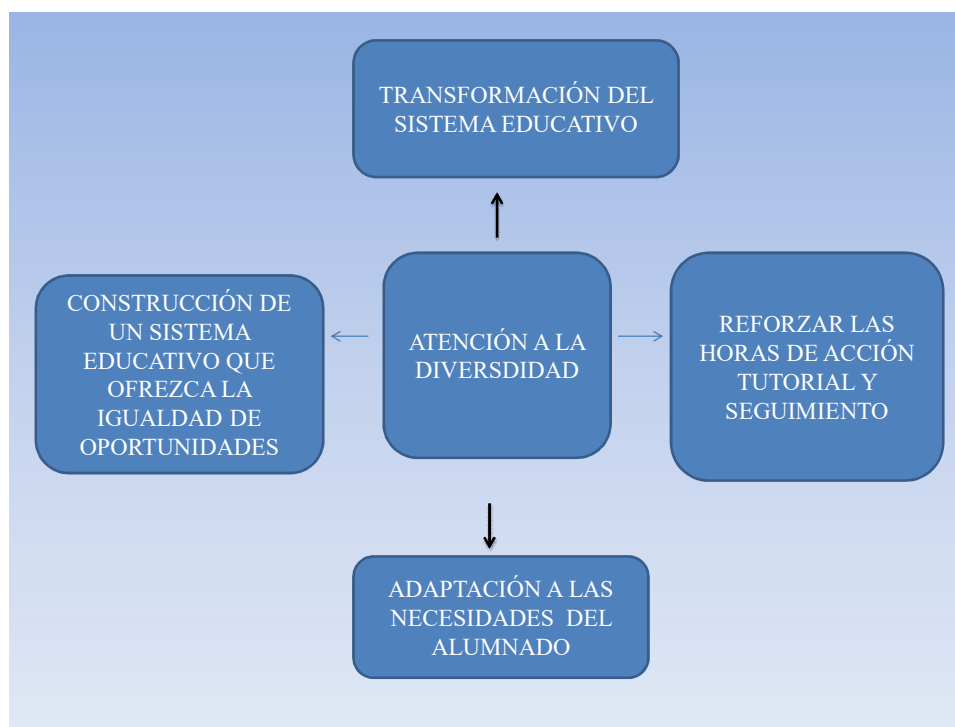 TRANSFORMACIÓN DEL
SISTEMA EDUCATIVO
CONSTRUCCIÓN DE
UN SISTEMA
EDUCATIVO QUE
OFREZCA LA
IGUALDAD DE
OPORTUNIDADES
ATENCIÓN A LA
DIVERSDIDAD
REFORZAR LAS
HORAS DE ACCIÓN
TUTORIAL Y
SEGUIMIENTO
ADAPTACIÓN A LAS
NECESIDADES DEL
ALUMNADO